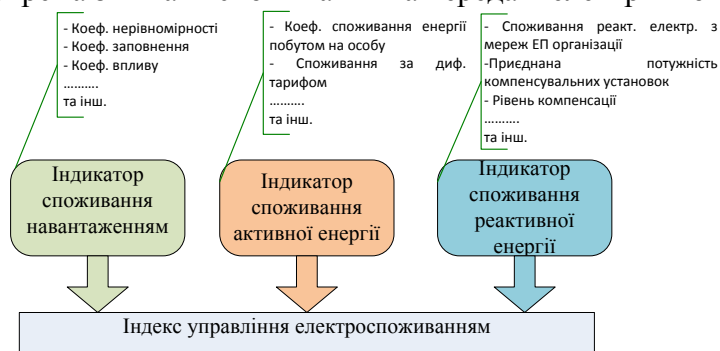 - Коеф. нерівномірності
- Коеф. заповнення
- Коеф. впливу
..........
та інш.
- Коеф. споживання енергії
побутом на особу
- Споживання за диф.
тарифом
..........
та інш.
- Споживання реакт. електр. з
мереж ЕП організації
-Приєднана потужність
компенсувальних установок
- Рівень компенсації
..........
та інш.
Індикатор
споживання
навантаженням
Індикатор
споживання
активної енергії
Індикатор
споживання
реактивної
енергії
Індекс управління електроспоживанням